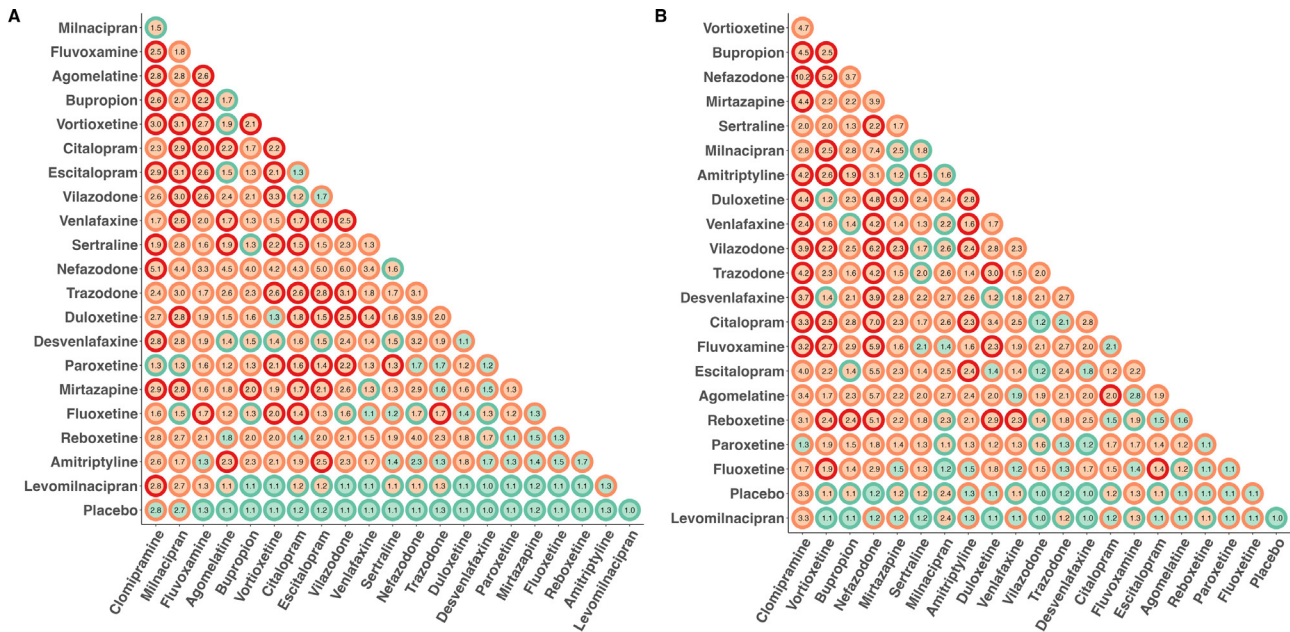 A
Milnacipran 1.5
Fluvoxamine 2.5 1.8
Agomelatine 2.8 2.8 2.6
Bupropion 2.6 2.7 2.2 1.7
Vortioxetine 3.0 3.1 2.7 1.9 2.1
Citalopram 2.3 2.9 2.0 2.2 1.7 2.2
Escitalopram 2.9 3.1 2.6 1.5 1.3 2.1 1.3
Vilazodone 2.6 3.0 2.6 2.4 2.1 3.3 1.2 1.7
Venlafaxine 1.7 2.6 2.0 1.7 1.3 1.5 1.7 1.6 2.5
Sertraline 1.9 2.8 1.6 1.9 1.3 2.2 1.5 1.5 2.3 1.3
Nefazodone 5.1 4.4 3.3 4.5 4.0 4.2 4.3 5.0 6.0 3.4 1.6
Trazodone 2.4 3.0 1.7 2.6 2.3 2.6 2.6 2.8 3.1 1.8 1.7 3.1
Duloxetine 2.7 2.8 1.9 1.5 1.6 1.3 1.8 1.5 2.5 1.4 1.6 3.9 2.0
Desvenlafaxine 2.8 2.8 1.9 1.4 1.5 1.4 1.6 1.5 2.4 1.4 1.5 3.2 1.9 1.1
Paroxetine 1.3 1.3 1.6 1.2 1.3 2.1 1.6 1.4 2.2 1.3 1.3 1.7 1.7 1.2 1.2
Mirtazapine 2.9 2.8 1.6 1.8 2.0 1.9 1.7 2.1 2.6 1.3 1.3 2.9 1.6 1.6 1.5 1.3
Fluoxetine 1.6 1.5 1.7 1.2 1.3 2.0 1.4 1.3 1.6 1.1 1.2 1.7 1.7 1.4 1.3 1.2 1.3
Reboxetine 2.8 2.7 2.1 1.8 2.0 2.0 1.4 2.0 2.1 1.5 1.9 4.0 2.3 1.8 1.7 1.1 1.5 1.3
Amitriptyline 2.6 1.7 1.3 2.3 2.3 2.1 1.9 2.5 2.3 1.7 1.4 2.3 1.3 1.8 1.7 1.3 1.4 1.5 1.7
Levomilnacipran 2.8 2.7 1.3 1.1 1.1 1.1 1.2 1.2 1.1 1.1 1.1 1.1 1.3 1.1 1.0 1.1 1.2 1.1 1.1 1.3
Placebo 2.8 2.7 1.3 1.1 1.1 1.1 1.2 1.2 1.1 1.1 1.1 1.1 1.2 1.1 1.0 1.1 1.2 1.1 1.1 1.3 1.0
Clomipramine
Milnacipran
Fluvoxamine
Agomelatine
Bupropion
Vortioxetine
Citalopram
Escitalopram
Vilazodone
Venlafaxine
Sertraline
Nefazodone
Trazodone
Duloxetine
Desvenlafaxine
Paroxetine
Mirtazapine
Fluoxetine
Reboxetine
Amitriptyline
Levomilnacipran
B
Vortioxetine 4.7
Bupropion 4.5 2.5
Nefazodone 10.2 5.2 3.7
Mirtazapine 4.4 2.2 2.2 3.9
Sertraline 2.0 2.0 1.3 2.2 1.7
Milnacipran 2.8 2.5 2.8 7.4 2.5 1.8
Amitriptyline 4.2 2.6 1.9 3.1 1.2 1.5 1.6
Duloxetine 4.4 1.2 2.3 4.8 3.0 2.4 2.4 2.8
Venlafaxine 2.4 1.6 1.4 4.2 1.4 1.3 2.2 1.6 1.7
Vilazodone 3.9 2.2 2.5 6.2 2.3 1.7 2.6 2.4 2.8 2.3
Trazodone 4.2 2.3 1.6 4.2 1.5 2.0 2.6 1.4 3.0 1.5 2.0
Desvenlafaxine 3.7 1.4 2.1 3.9 2.8 2.2 2.7 2.6 1.2 1.8 2.1 2.7
Citalopram 3.3 2.5 2.8 7.0 2.3 1.7 2.6 2.3 3.4 2.5 1.2 2.1 2.8
Fluvoxamine 3.2 2.7 2.9 5.9 1.6 2.1 1.4 1.6 2.3 1.9 2.1 2.7 2.0 2.1
Escitalopram 4.0 2.2 1.4 5.5 2.3 1.4 2.5 2.4 1.4 1.4 1.2 2.4 1.8 1.2 2.2
Agomelatine 3.4 1.7 2.3 5.7 2.2 2.0 2.7 2.4 2.0 1.9 1.9 2.1 2.0 2.0 2.8 1.9
Reboxetine 3.1 2.4 2.4 5.1 2.2 1.8 2.3 1.4 2.9 2.3 1.4 1.8 2.5 1.5 1.9 1.5 1.6
Paroxetine 1.3 1.9 1.5 1.8 1.4 1.3 1.1 1.3 1.2 1.3 1.6 1.3 1.2 1.7 1.7 1.4 1.2 1.1
Fluoxetine 1.7 1.9 1.4 2.9 1.5 1.3 1.2 1.5 1.8 1.2 1.5 1.3 1.7 1.5 1.4 1.4 1.2 1.1 1.1
Placebo 3.3 1.1 1.1 1.2 1.2 1.2 2.4 1.3 1.1 1.1 1.0 1.2 1.0 1.2 1.3 1.1 1.1 1.1 1.1 1.1
Levomilnacipran 3.3 1.1 1.1 1.2 1.2 1.2 2.4 1.3 1.1 1.1 1.0 1.2 1.1 1.2 1.3 1.1 1.1 1.1 1.1 1.1 1.0
Clomipramine
Vortioxetine
Bupropion
Nefazodone
Mirtazapine
Sertraline
Milnacipran
Amitriptyline
Duloxetine
Venlafaxine
Vilazodone
Trazodone
Desvenlafaxine
Citalopram
Fluvoxamine
Escitalopram
Agomelatine
Reboxetine
Paroxetine
Fluoxetine
Placebo